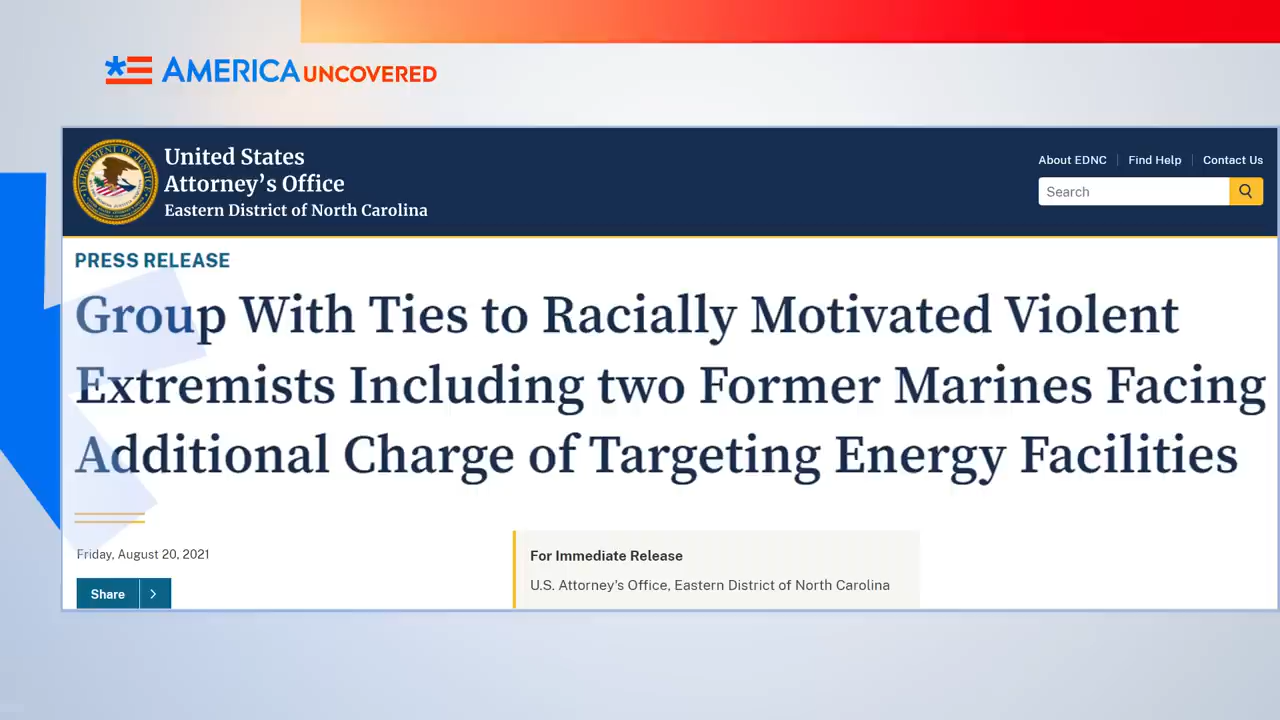 AMERICA UNCOVERED
United States
Attorney's Office
Eastern District of North Carolina
About EDNC
Find Help
Contact Us
Search
PRESS RELEASE
Group With Ties to Racially Motivated Violent
Extremists Including two Former Marines Facing
Additional Charge of Targeting Energy Facilities
Friday, August 20, 2021
Share
For Immediate Release
U.S. Attorney's Office, Eastern District of North Carolina